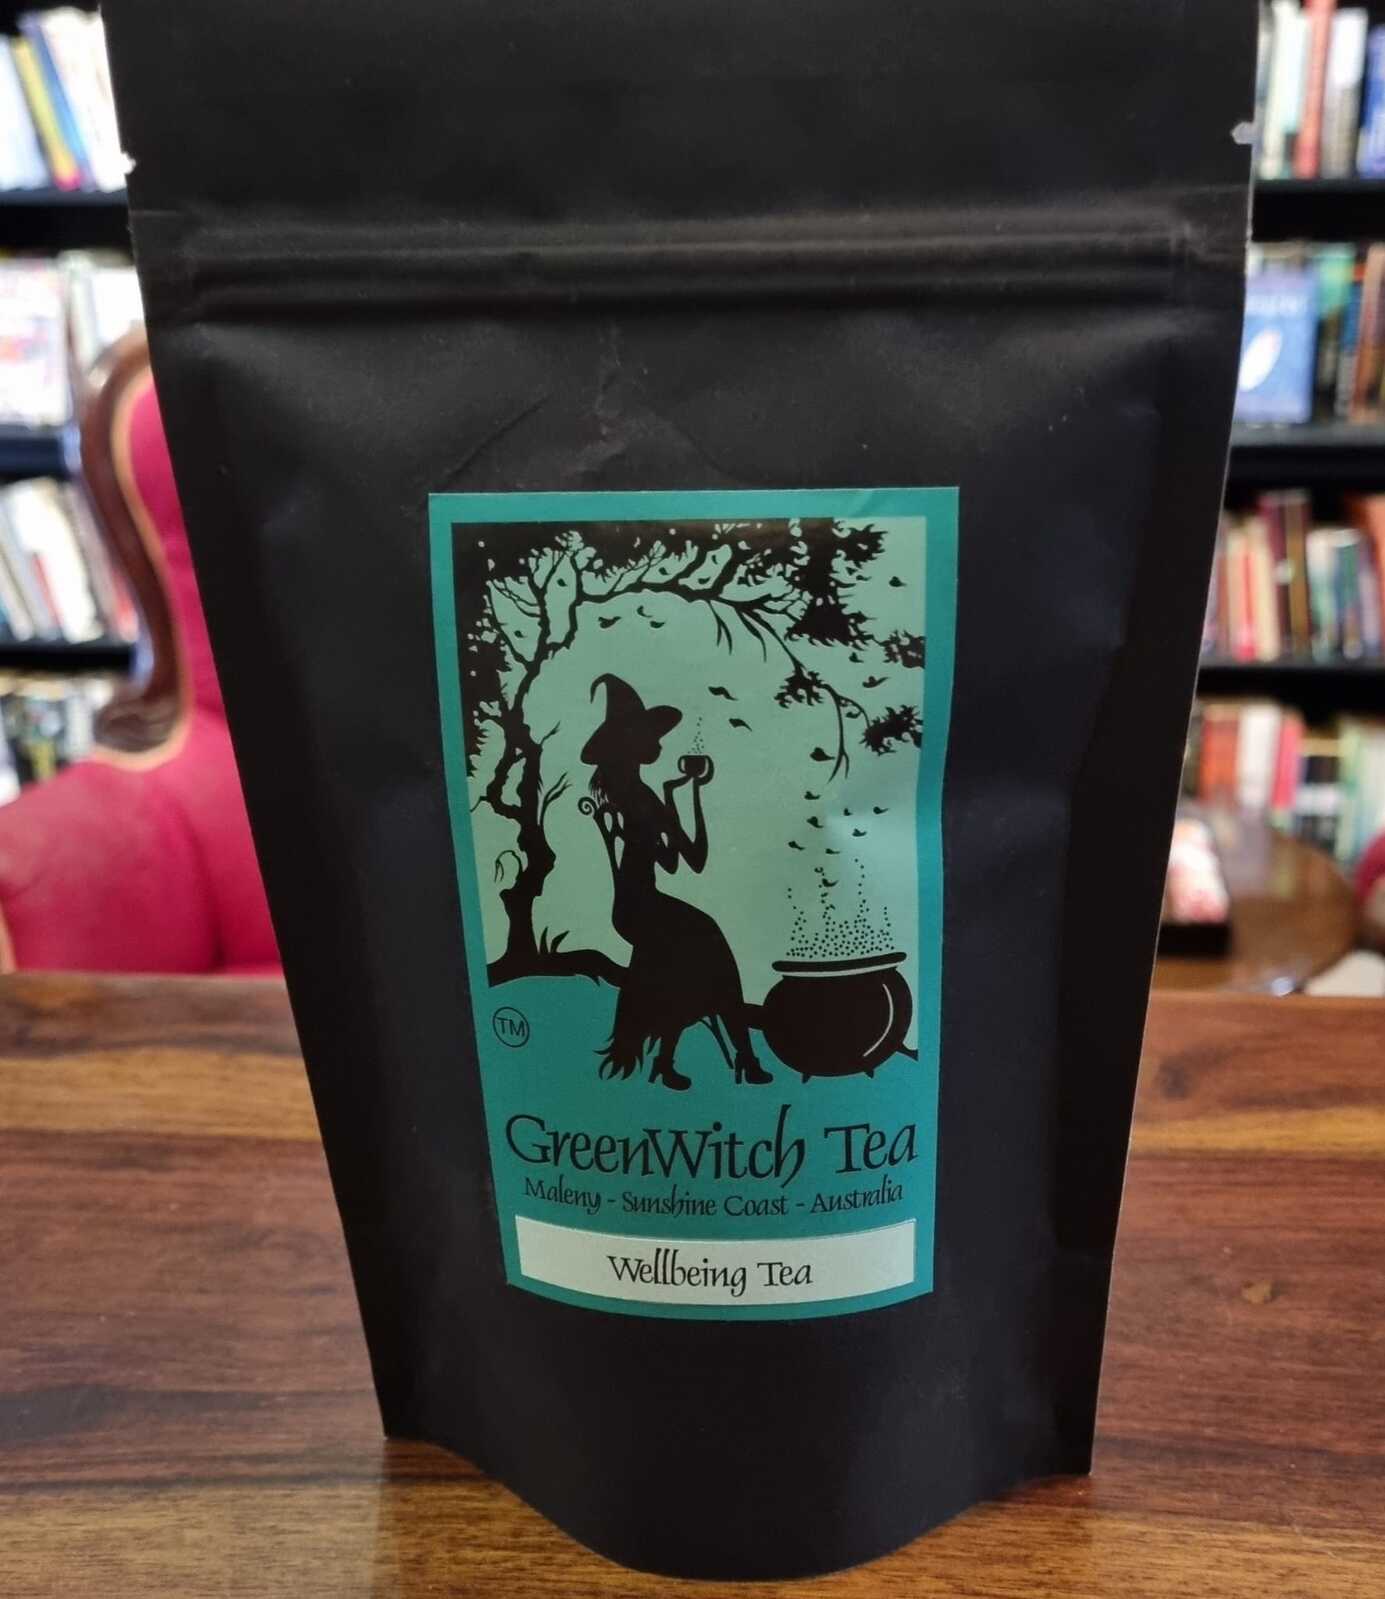 TM
GreenWitch Tea
Maleny - Sunshine Coast - Australia
Wellbeing Tea